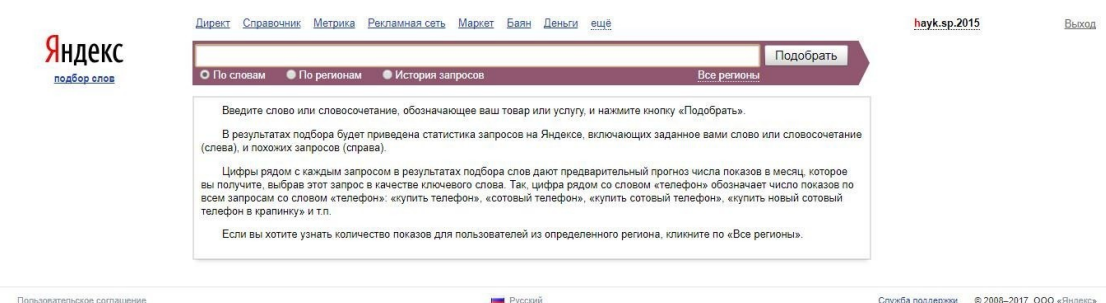 Директ Справочник Метрика Рекламная сеть Маркет Баян Деньги ещё
hayk.sp.2015 Выход
Яндекс
подбор слов
Подобрать
По словам По регионам История запросов Все регионы
Введите слово или словосочетание, обозначающее ваш товар или услугу, и нажмите кнопку «Подобрать».
В результатах подбора будет приведена статистика запросов на Яндексе, включающих заданное вами слово или словосочетание
(слева), и похожих запросов (справа).
Цифры рядом с каждым запросом в результатах подбора слов дают предварительный прогноз числа показов в месяц, которое
вы получите, выбрав этот запрос в качестве ключевого слова. Так, цифра рядом со словом «телефон» обозначает число показов по
всем запросам со словом «телефон»: «купить телефон», «сотовый телефон», «купить сотовый телефон», «купить новый сотовый
телефон в крапинку» и т.п.
Если вы хотите узнать количество показов для пользователей из определенного региона, кликните по «Все регионы».
Пользовательское соглашение Русский Служба поддержки © 2008–2017 ООО «Яндекс»